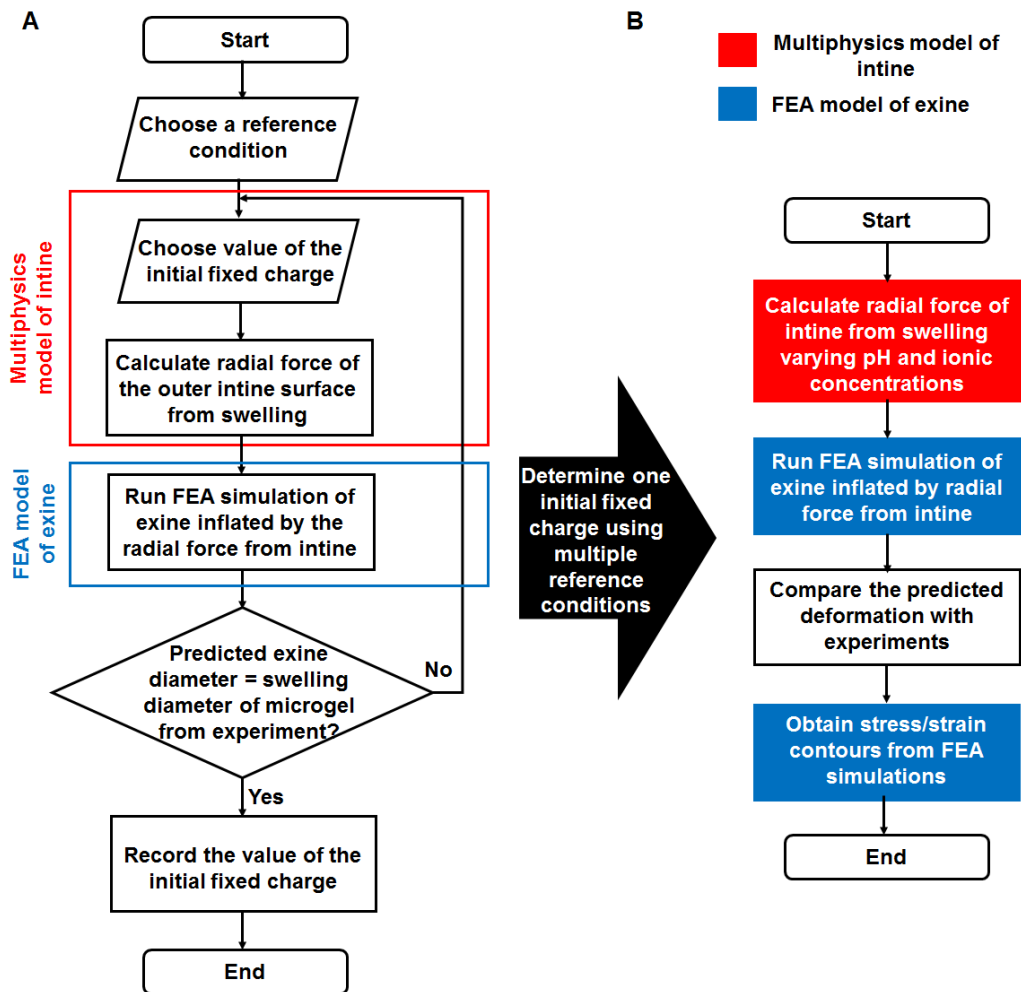 A
Start
Choose a reference
condition
Multiphysics
model of intine
Choose value of the
initial fixed charge
Calculate radial force of
the outer intine surface
from swelling
FEA model
of exine
Run FEA simulation of
exine inflated by the
radial force from intine
Predicted exine
diameter = swelling
diameter of microgel
from experiment?
No
Yes
Record the value of the
initial fixed charge
End
Determine one
initial fixed
charge using
multiple
reference
conditions
B
Multiphysics model of
intine
FEA model of exine
Start
Calculate radial force of
intine from swelling
varying pH and ionic
concentrations
Run FEA simulation of
exine inflated by radial
force from intine
Compare the predicted
deformation with
experiments
Obtain stress/strain
contours from FEA
simulations
End